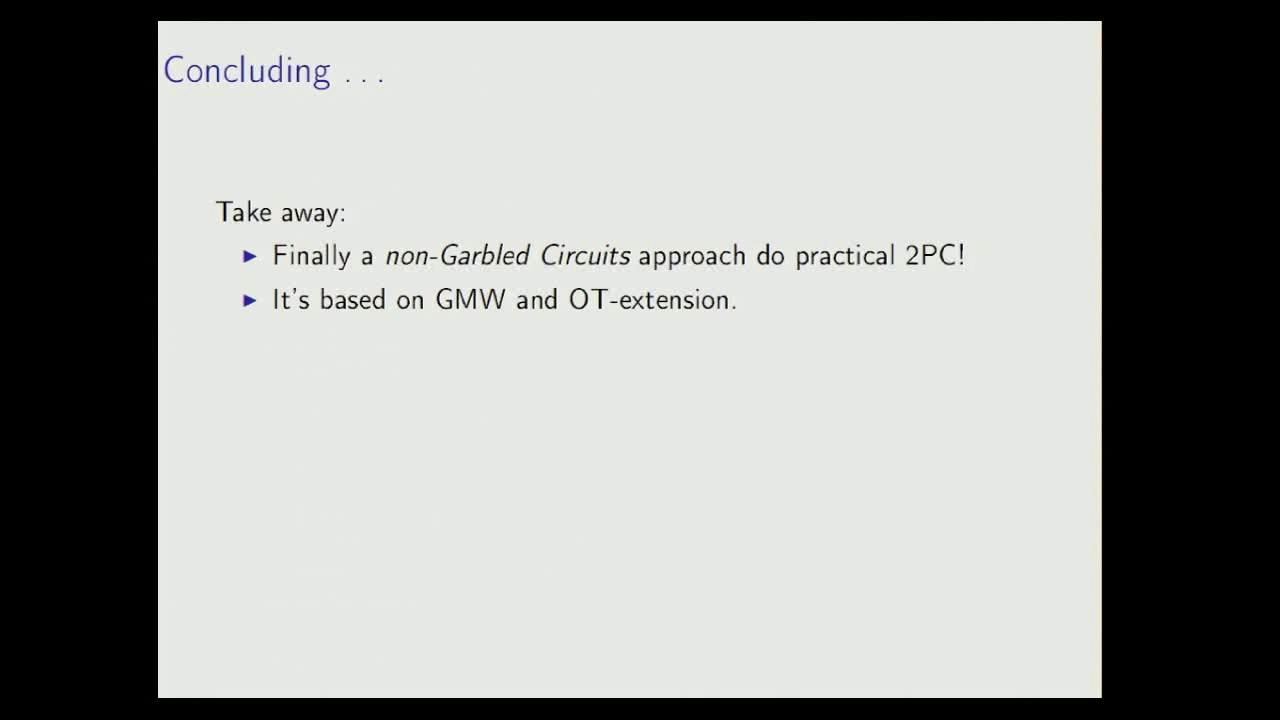 Concluding . . .
Take away:
▶ Finally a non-Garbled Circuits approach do practical 2PC!
▶ It's based on GMW and OT-extension.